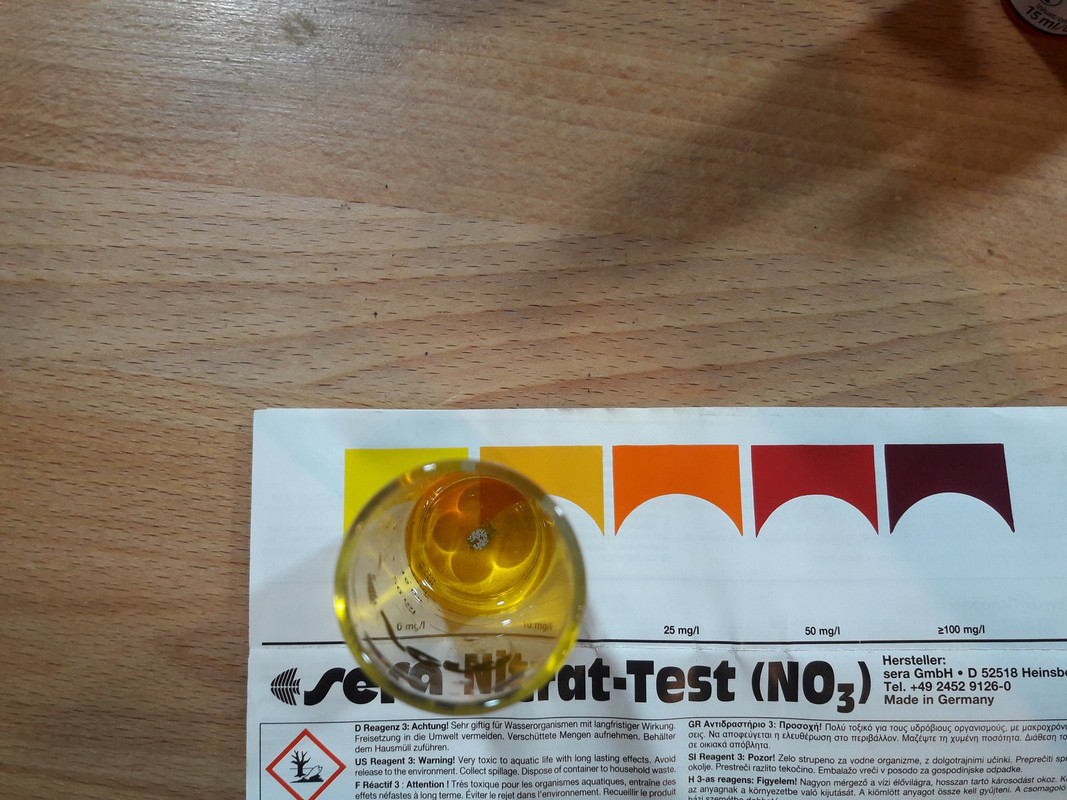 15 ml/
0 mg/l 10 mg/l 25 mg/l 50 mg/l ≥100 mg/l
sera Nitrat-Test (NO3)
Hersteller:
sera GmbH • D 52518 Heinsbe
Tel. +49 2452 9126-0
Made in Germany
D Reagenz 3: Achtung! Sehr giftig für Wasserorganismen mit langfristiger Wirkung.
Freisetzung in die Umwelt vermeiden. Verschüttete Mengen aufnehmen. Behälter
dem Hausmüll zuführen.
US Reagent 3: Warning! Very toxic to aquatic life with long lasting effects. Avoid
release to the environment. Collect spillage. Dispose of container to household waste.
F Réactif 3 : Attention ! Très toxique pour les organismes aquatiques, entraîne des
effets néfastes à long terme. Éviter le rejet dans l'environnement. Recueillir le produit
GR Αντιδραστήριο 3: Προσοχή! Πολύ τοξικό για τους υδρόβιους οργανισμούς, με μακροχρόν
σεις. Να αποφεύγεται η ελευθέρωση στο περιβάλλον. Μαζέψτε τη χυμένη ποσότητα. Διάθεση το
σε οικιακά απόβλητα.
SI Reagent 3: Pozor! Zelo strupeno za vodne organizme, z dolgotrajnimi učinki. Preprečiti spr
okolje. Prestreči razlito tekočino. Embalažo vreči v posodo za gospodinjske odpadke.
H 3-as reagens: Figyelem! Nagyon mérgező a vízi élővilágra, hosszan tartó károsodást okoz. K
az anyagnak a környezetbe való kijutását. A kiömlött anyagot össze kell gyűjteni. A csomagoló